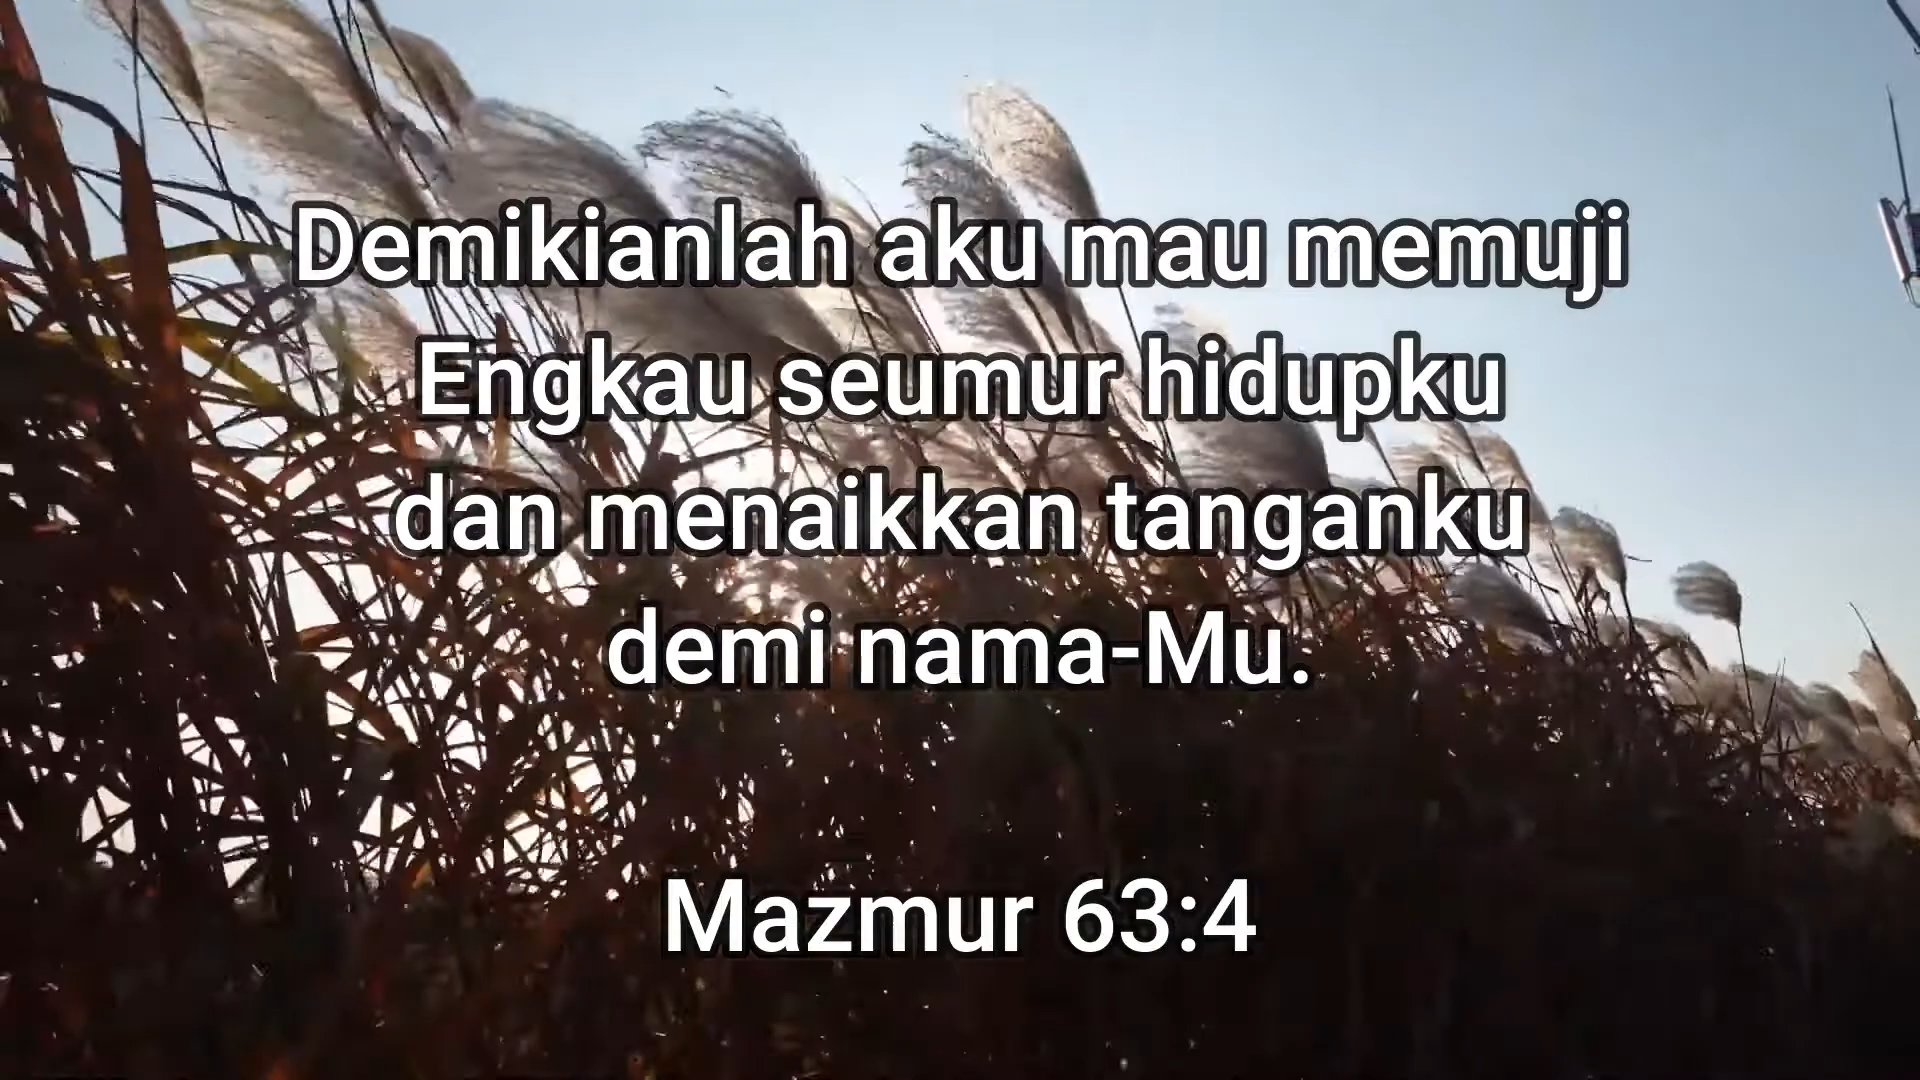 Demikianlah aku mau memuji
Engkau seumur hidupku
dan menaikkan tanganku
demi nama-Mu.
Mazmur 63:4